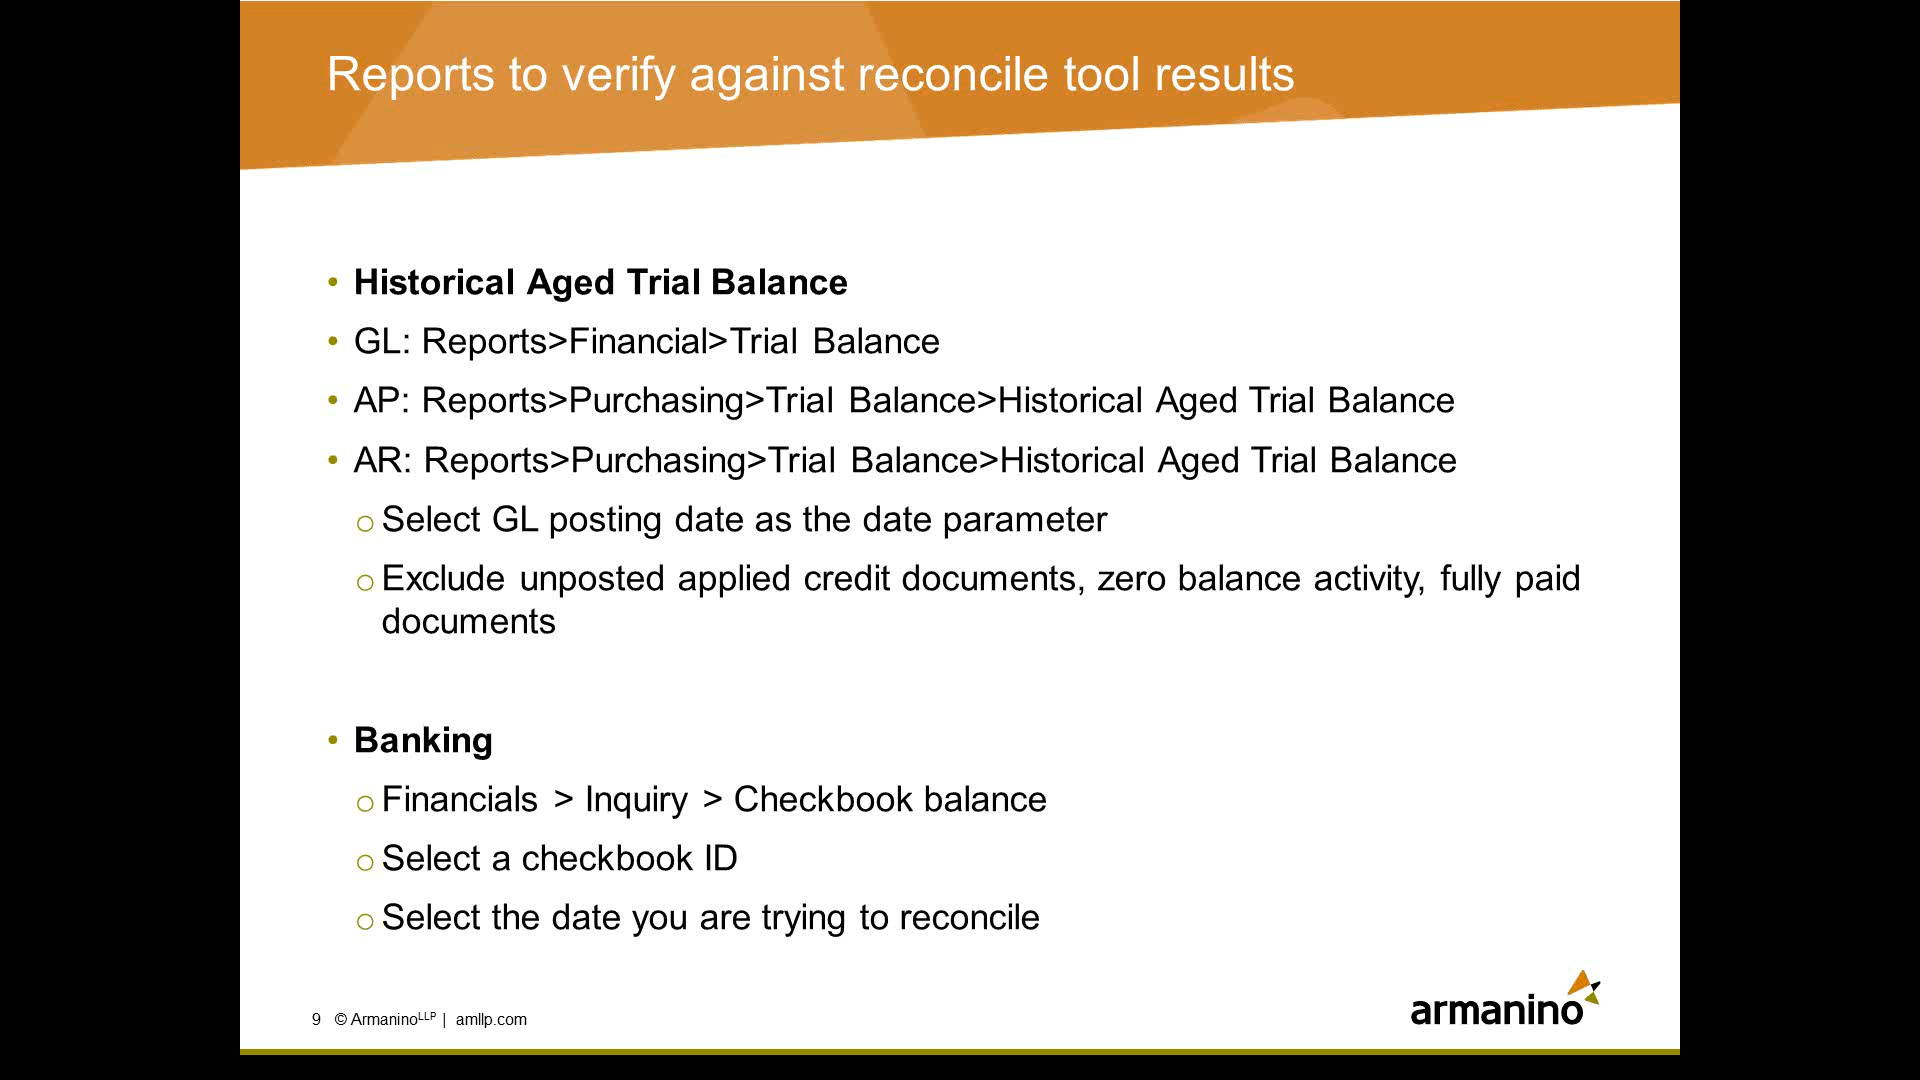 Reports to verify against reconcile tool results
• Historical Aged Trial Balance
• GL: Reports>Financial>Trial Balance
• AP: Reports>Purchasing>Trial Balance>Historical Aged Trial Balance
• AR: Reports>Purchasing>Trial Balance>Historical Aged Trial Balance
o Select GL posting date as the date parameter
o Exclude unposted applied credit documents, zero balance activity, fully paid
documents
• Banking
o Financials > Inquiry > Checkbook balance
o Select a checkbook ID
o Select the date you are trying to reconcile
9 © ArmaninoLLP | amllp.com
armanino